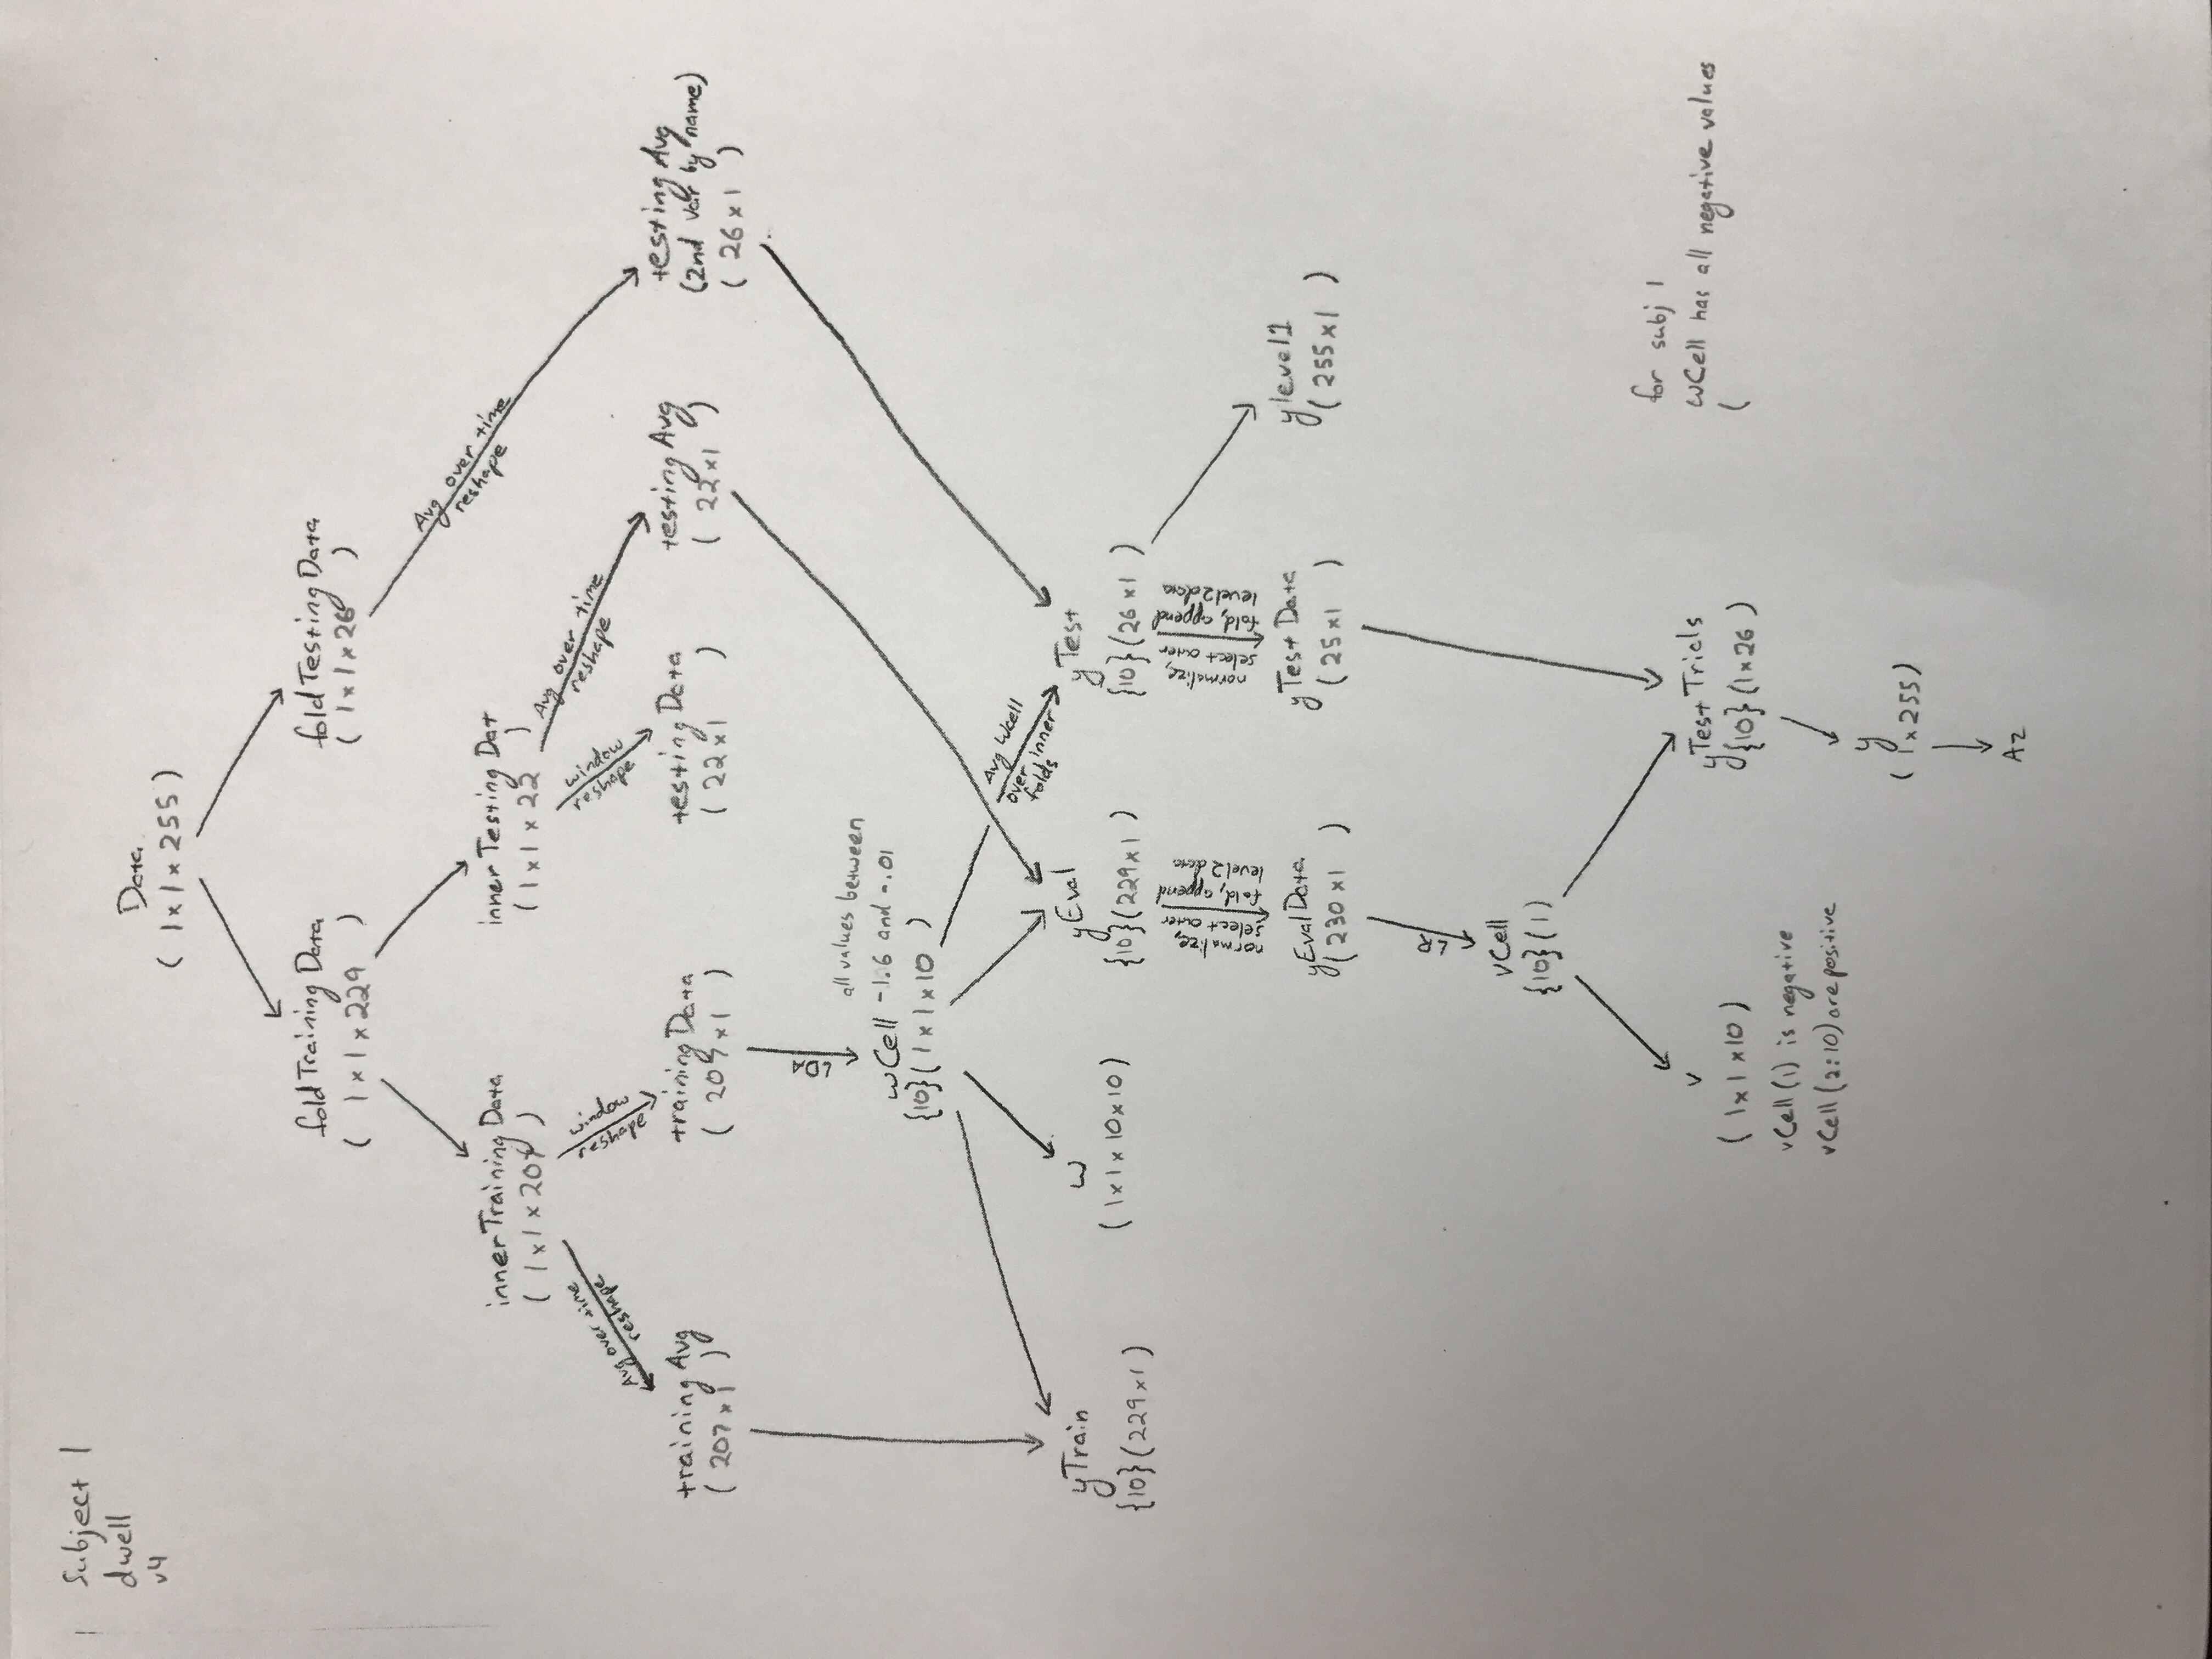 Subject 1
dwell
v4
Data
( 1x1x255 )
fold Training Data
( 1x1x229 )
fold Testing Data
( 1x1x26 )
Avg over time
reshape
inner Training Data
( 1x1x207 )
inner Testing Dat
( 1x1x22 )
Avg over time
reshape
window
reshape
window
reshape
Avg over time
reshape
training Avg
( 207x1 )
training Data
( 207x1 )
testing Data
( 22x1 )
testing Avg
( 22x1 )
testing Avg
(2nd var by name)
( 26x1 )
LDA
all values between
-1.6 and -.01
wCell
{10}( 1x1x10 )
Avg Wcell
over inner
folds
yTrain
{10}(229x1)
w
(1x1x10x10)
yEval
{10}(229x1 )
yTest
{10}(26x1 )
normalize,
select outer
fold, append
level2data
normalize,
select outer
fold, append
level2data
yEvalData
(230x1 )
yTest Data
(25x1 )
ylevel1
( 255x1 )
LR
vCell
{10}(1)
v
(1x1x10)
vCell(1) is negative
vCell(2:10) are positive
yTest Trials
{10}(1x26 )
for subj 1
wCell has all negative values
(
y
( 1x255)
Az